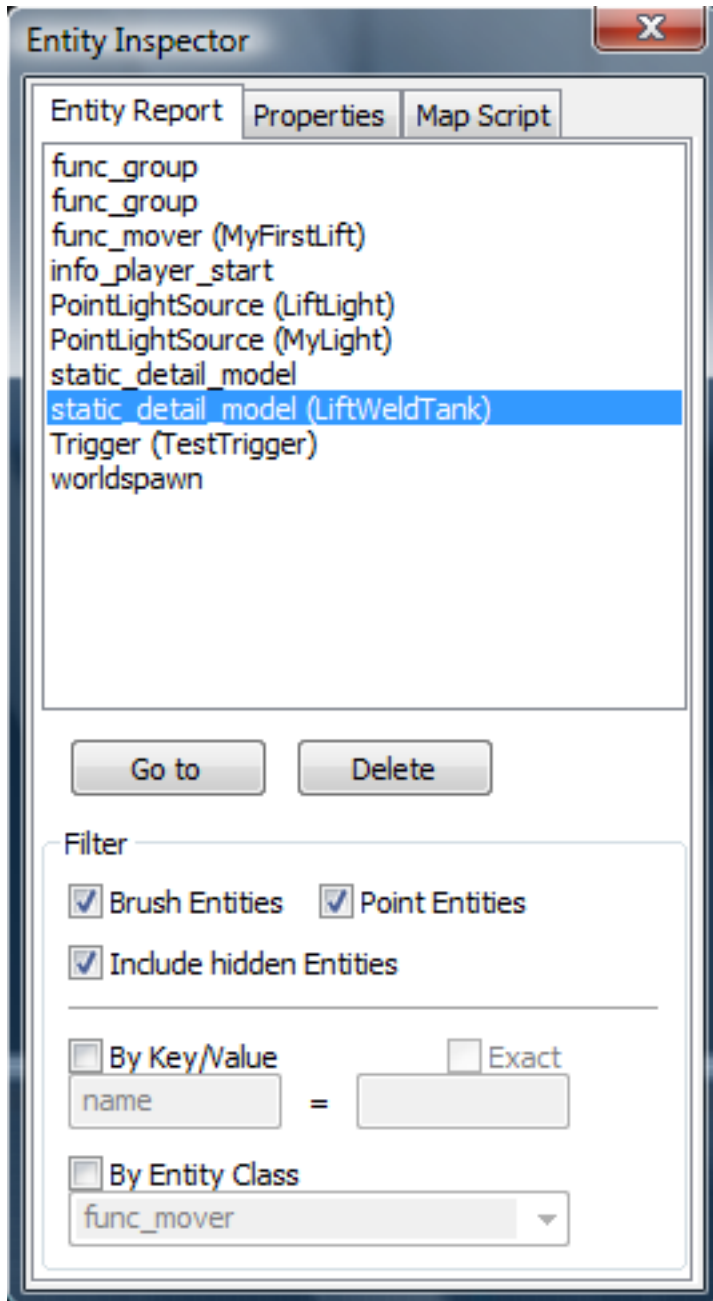 Entity Inspector
Entity Report Properties Map Script
func_group
func_group
func_mover (MyFirstLift)
info_player_start
PointLightSource (LiftLight)
PointLightSource (MyLight)
static_detail_model
static_detail_model (LiftWeldTank)
Trigger (TestTrigger)
worldspawn
Go to Delete
Filter
Brush Entities Point Entities
Include hidden Entities
By Key/Value Exact
name =
By Entity Class
func_mover